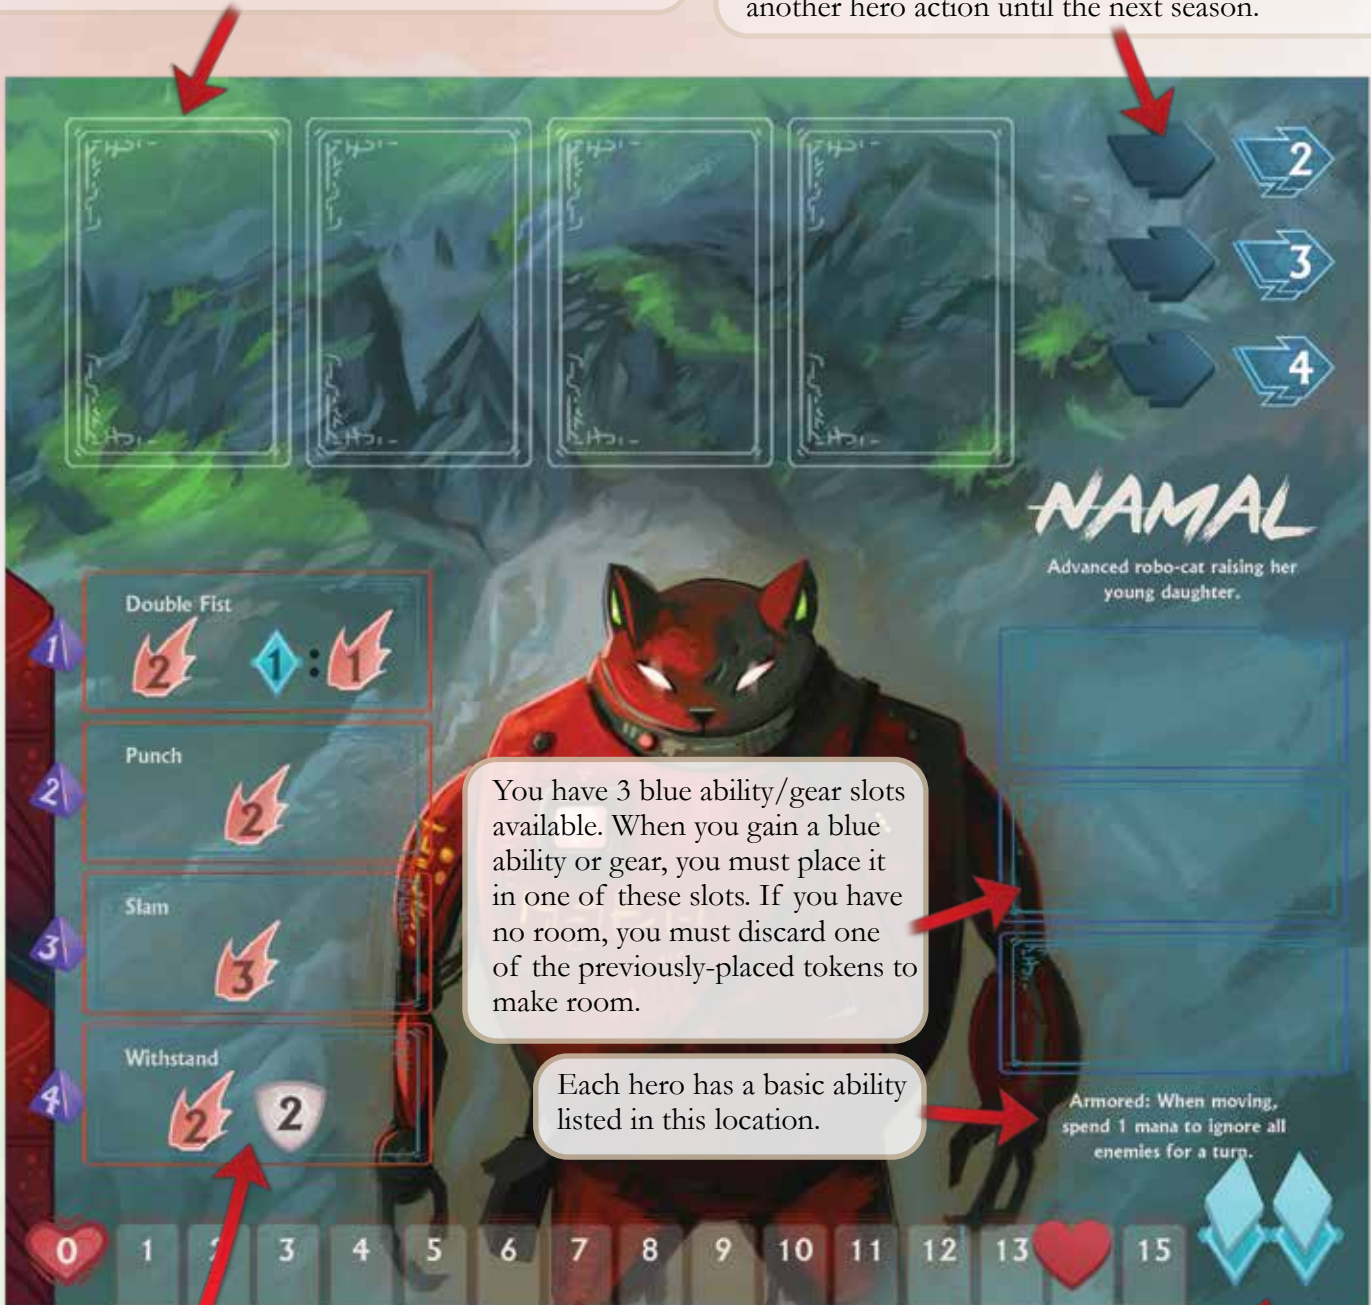 another hero action until the next season.
2
3
4
NAMAL
Advanced robo-cat raising her
young daughter.
1
Double Fist
2 1 : 1
2
Punch
2
3
Slam
3
4
Withstand
2 2
You have 3 blue ability/gear slots
available. When you gain a blue
ability or gear, you must place it
in one of these slots. If you have
no room, you must discard one
of the previously-placed tokens to
make room.
Each hero has a basic ability
listed in this location.
Armored: When moving,
spend 1 mana to ignore all
enemies for a turn.
0 1 2 3 4 5 6 7 8 9 10 11 12 13 15